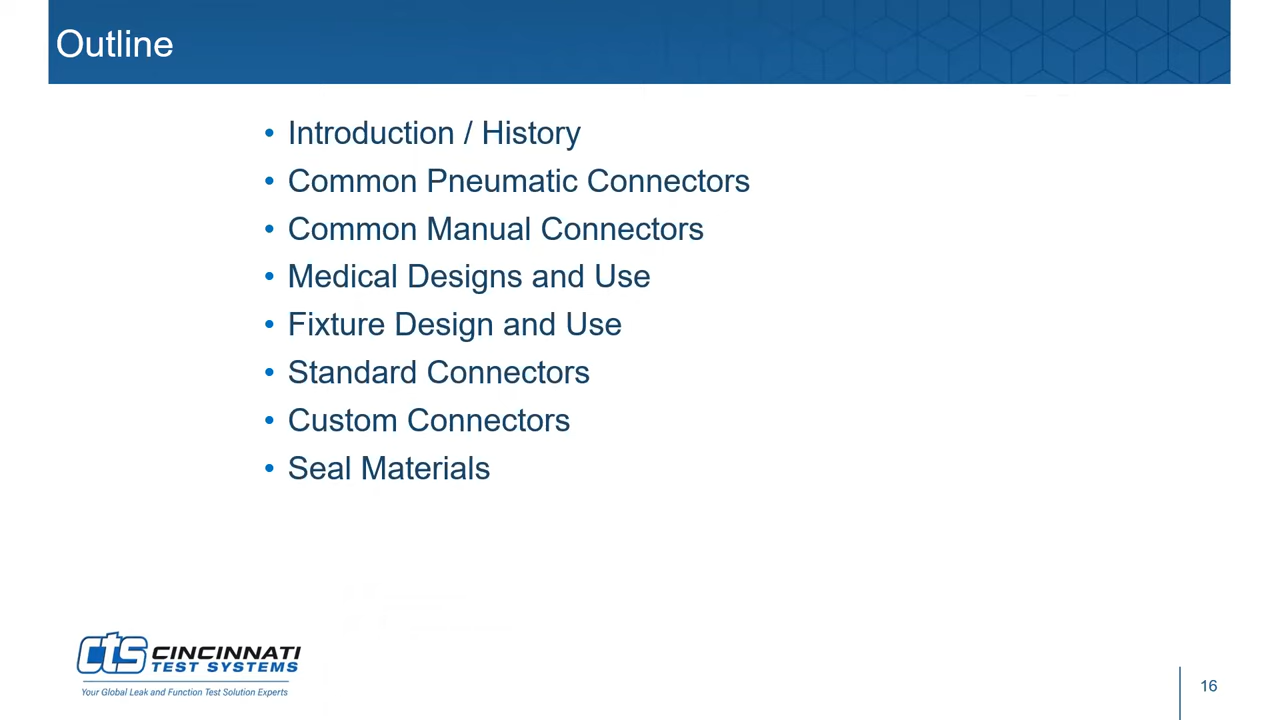 Outline
• Introduction / History
• Common Pneumatic Connectors
• Common Manual Connectors
• Medical Designs and Use
• Fixture Design and Use
• Standard Connectors
• Custom Connectors
• Seal Materials
cts CINCINNATI
TEST SYSTEMS
Your Global Leak and Function Test Solution Experts
16